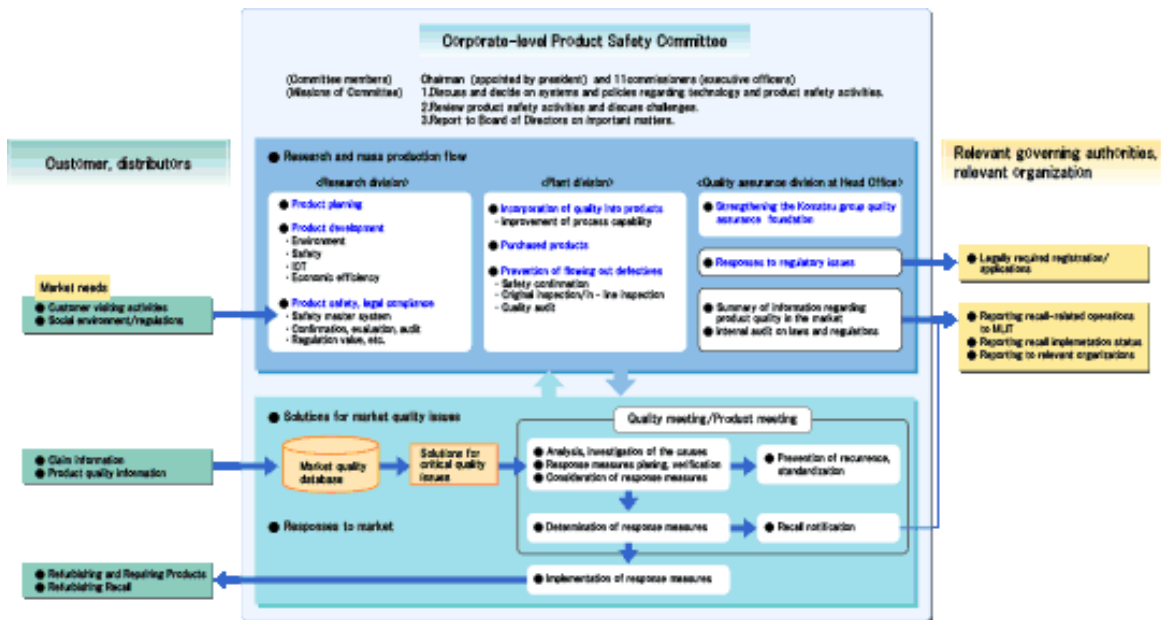 Corporate-level Product Safety Committee
(Committee members) Chairman (appointed by president) and 11commissioners (executive officers)
(Missions of Committee) 1.Discuss and decide on systems and policies regarding technology and product safety activities.
2.Review product safety activities and discuss challenges.
3.Report to Board of Directors on important matters.
Customer, distributors
Relevant governing authorities,
relevant organization
● Research and mass production flow
<Research division>
● Product planning
● Product development
- Environment
- Safety
- ICT
- Economic efficiency
● Product safety, legal compliance
- Safety master system
- Confirmation, evaluation, audit
- Regulation value, etc.
<Plant division>
● Incorporation of quality into products
- Improvement of process capability
● Purchased products
● Prevention of flowing out defectives
- Safety confirmation
- Original inspection/in - line inspection
- Quality audit
<Quality assurance division at Head Office>
● Strengthening the Komatsu group quality
assurance foundation
● Responses to regulatory issues
● Summary of information regarding
product quality in the market
● Internal audit on laws and regulations
Market needs
● Customer visiting activities
● Social environment/regulations
● Legally required registration/
applications
● Reporting recall-related operations
to MLIT
● Reporting recall implemetation status
● Reporting to relevant organizations
● Solutions for market quality issues
Quality meeting/Product meeting
● Claim information
● Product quality information
Market quality
database
Solutions for
critical quality
issues
● Analysis, investigation of the causes
● Response measures planing, verification
● Consideration of response measures
● Prevention of recurrence,
standardization
● Responses to market
● Determination of response measures
● Recall notification
● Refurbishing and Repairing Products
● Refurbishing Recall
● Implementation of response measures